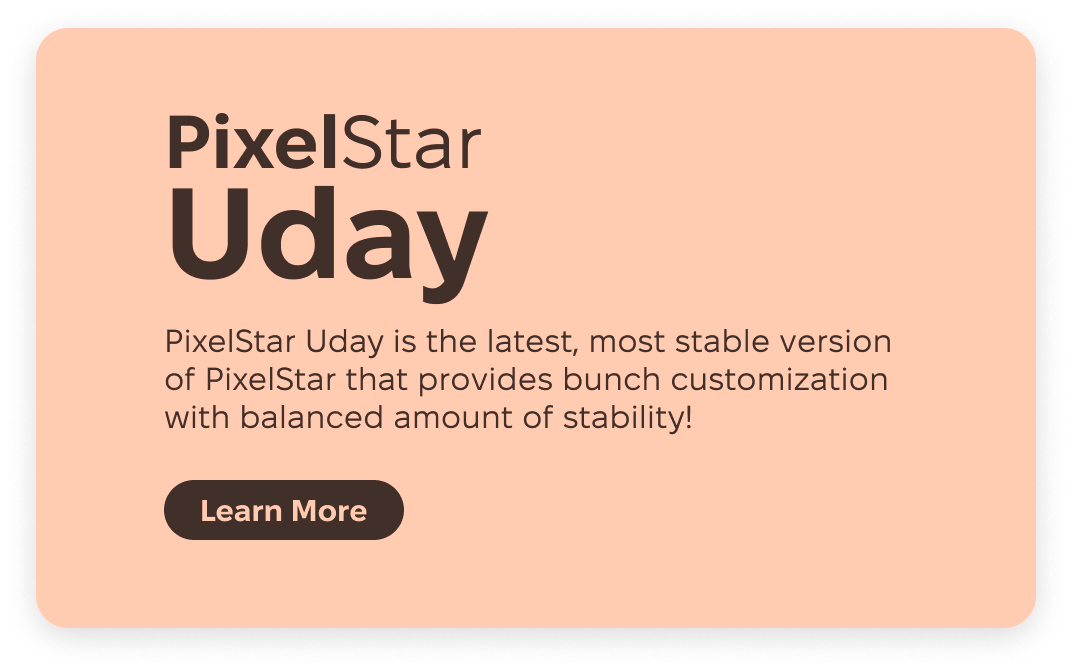 PixelStar
Uday
PixelStar Uday is the latest, most stable version
of PixelStar that provides bunch customization
with balanced amount of stability!
Learn More